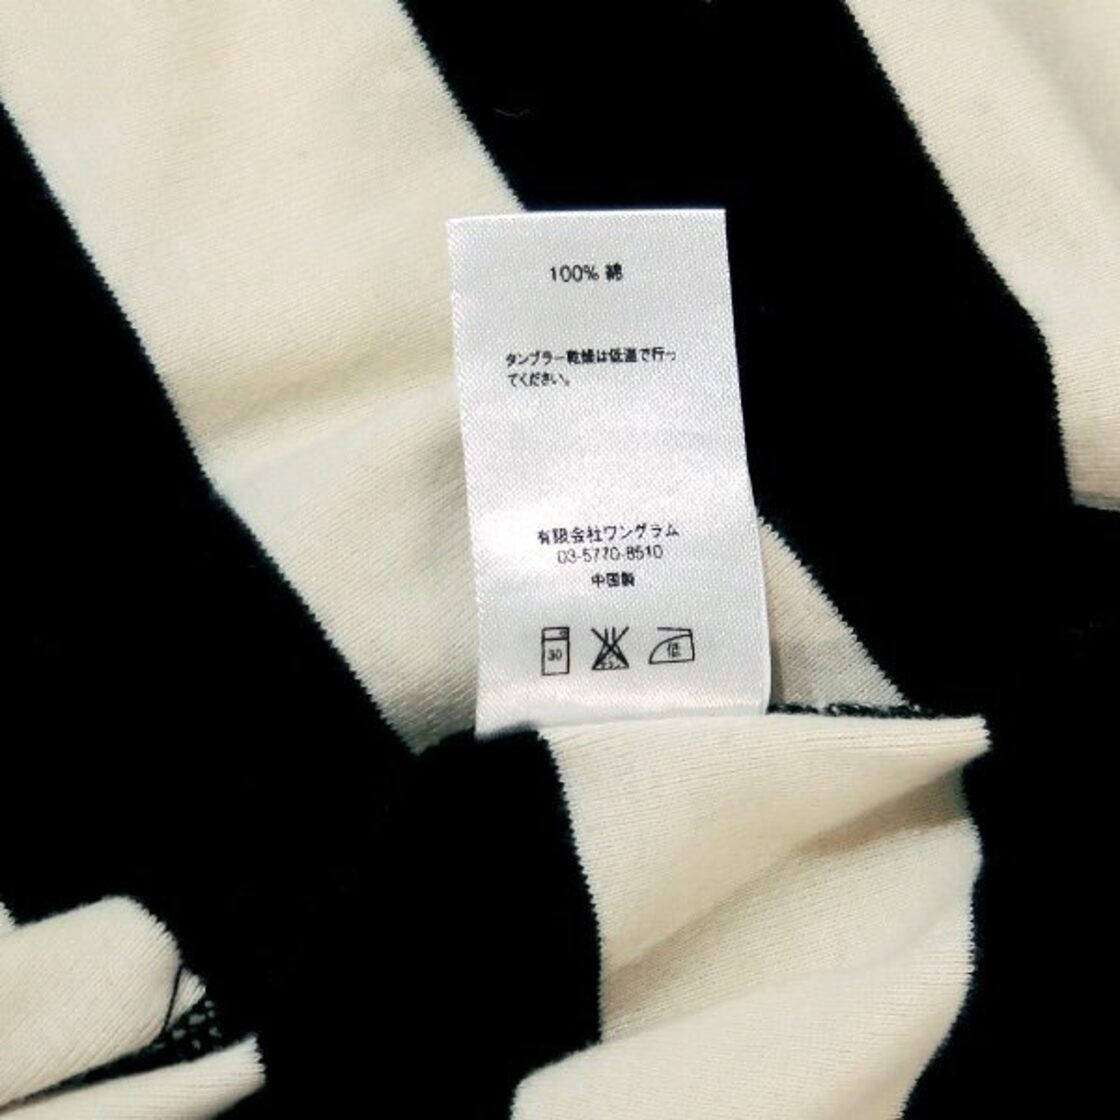 100% 綿
タンブラー乾燥は低温で行っ
てください。
有限会社ワングラム
03-5770-8510
中国製
30
低